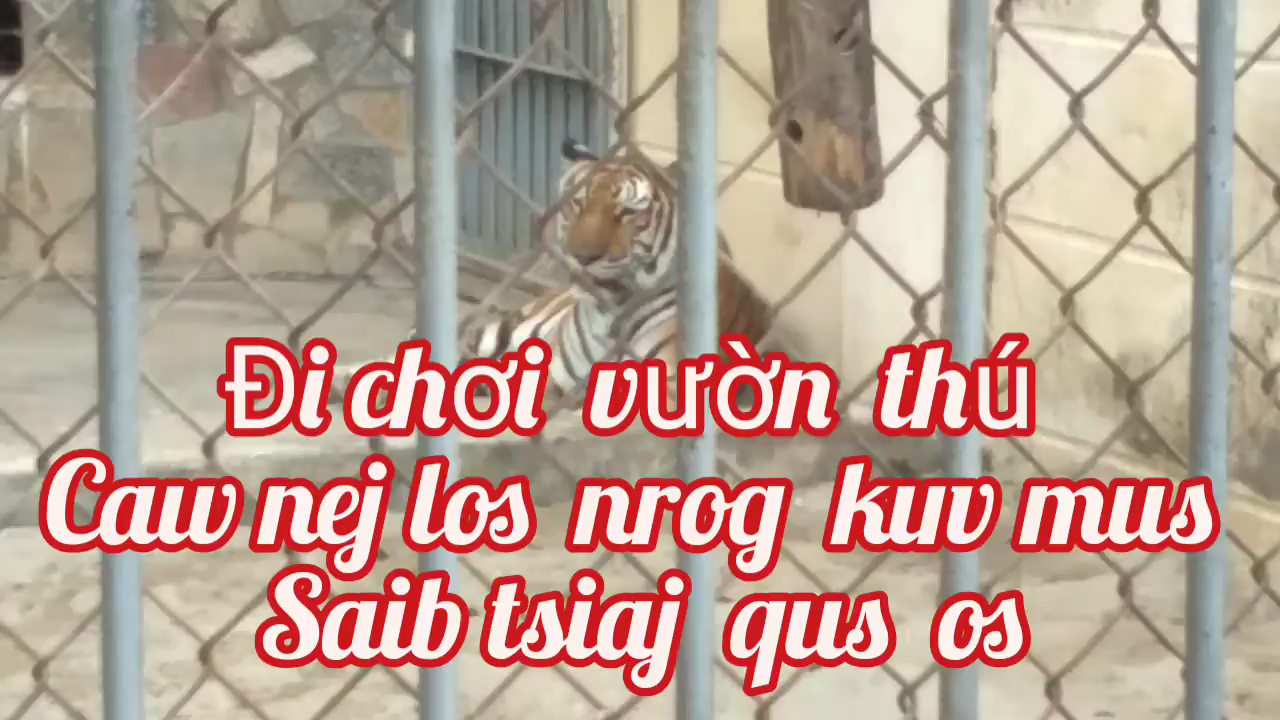 Đi chơi vườn thú
Caw nej los nrog kuv mus
Saib tsiaj qus os